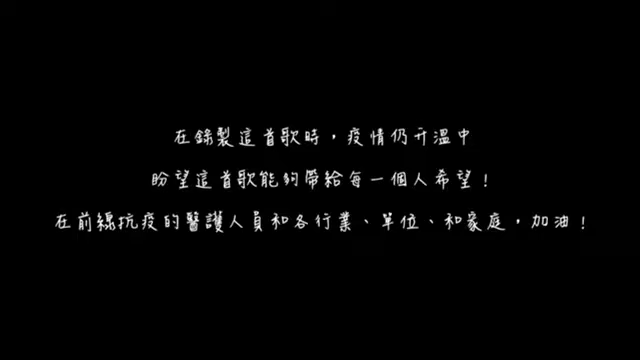 在錄製這首歌時，疫情仍升溫中
盼望這首歌能夠帶給每一個人希望！
在前線抗疫的醫護人員和各行業、單位、和家庭，加油！